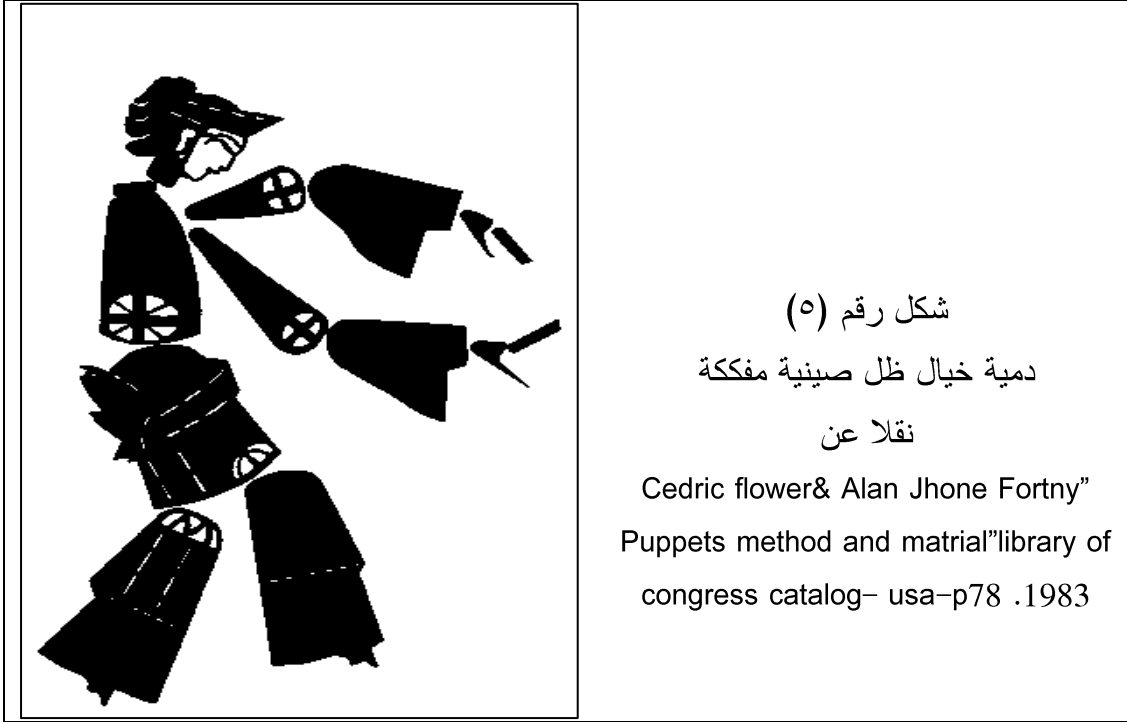 شكل رقم (٥)
دمية خيال ظل صينية مفككة
نقلا عن
Cedric flower& Alan Jhone Fortny”
Puppets method and matrial”library of
congress catalog- usa-p78 .1983